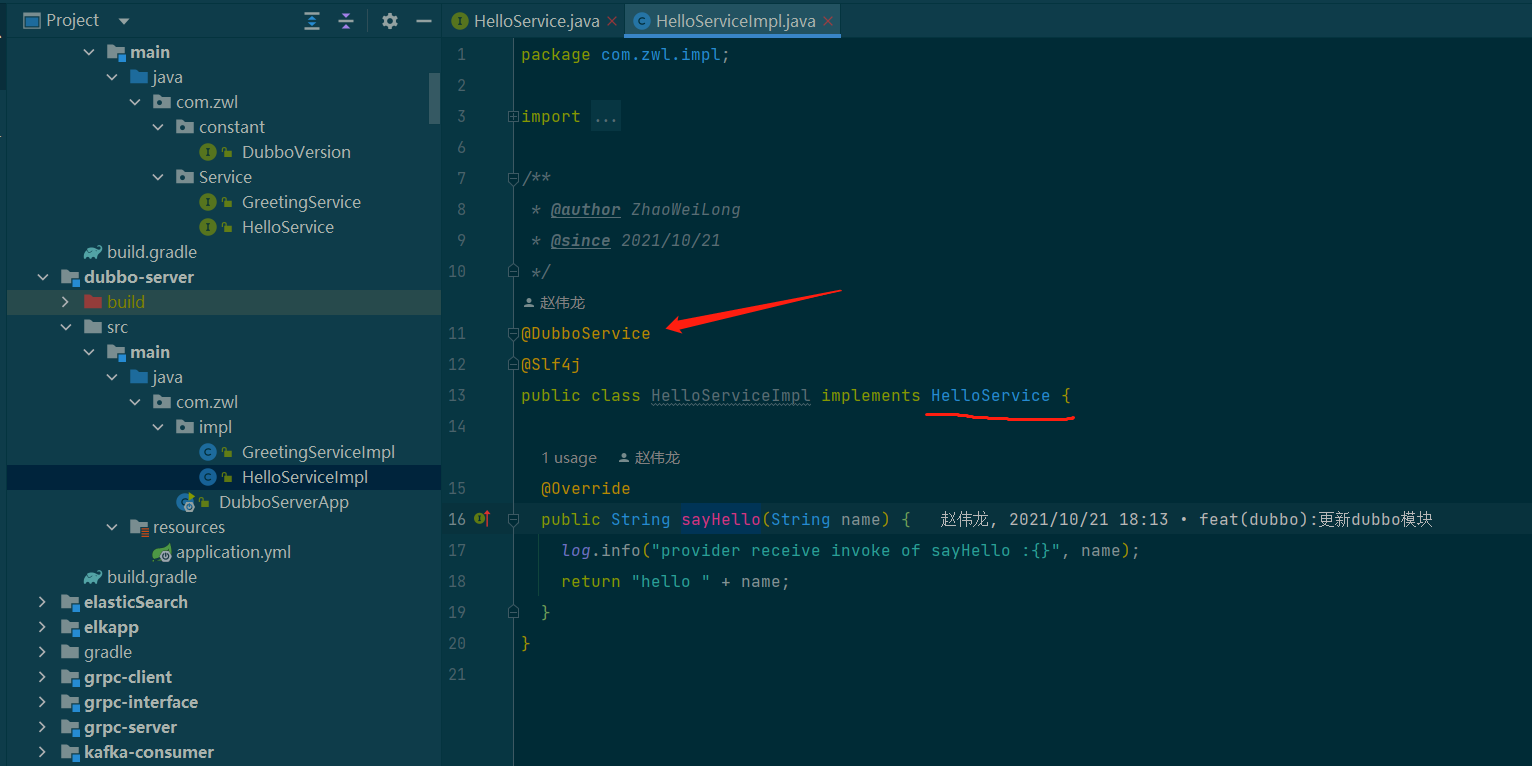 Project
main
java
com.zwl
constant
DubboVersion
Service
GreetingService
HelloService
build.gradle
dubbo-server
build
src
main
java
com.zwl
impl
GreetingServiceImpl
HelloServiceImpl
DubboServerApp
resources
application.yml
build.gradle
elasticSearch
elkapp
gradle
grpc-client
grpc-interface
grpc-server
kafka-consumer
HelloService.java
HelloServiceImpl.java
1 package com.zwl.impl;
2
3 import ...
6
7 /**
8 * @author ZhaoWeiLong
9 * @since 2021/10/21
10 */
赵伟龙
11 @DubboService
12 @Slf4j
13 public class HelloServiceImpl implements HelloService {
14
1 usage 赵伟龙
15 @Override
16 public String sayHello(String name) { 赵伟龙, 2021/10/21 18:13 • feat(dubbo):更新dubbo模块
17 log.info("provider receive invoke of sayHello :{}", name);
18 return "hello " + name;
19 }
20 }
21